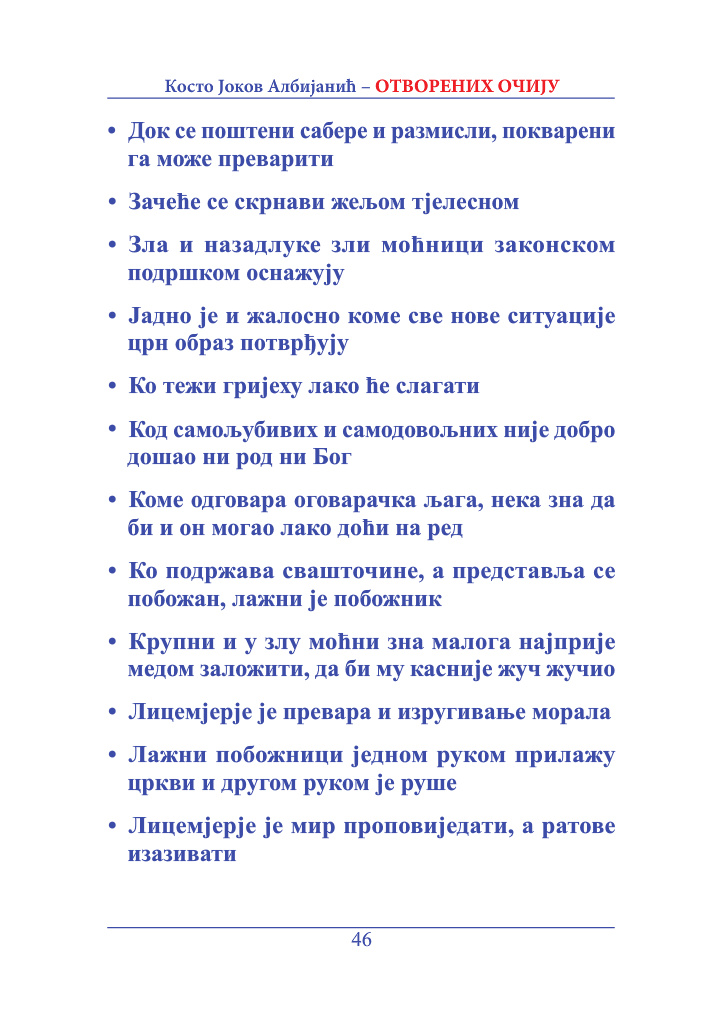 Косто Јоков Албијанић – ОТВОРЕНИХ ОЧИЈУ
• Док се поштени сабере и размисли, покварени
га може преварити
• Зачеће се скрнави жељом тјелесном
• Зла и назадлуке зли моћници законском
подршком оснажују
• Јадно је и жалосно коме све нове ситуације
црн образ потврђују
• Ко тежи гријеху лако ће слагати
• Код самољубивих и самодовољних није добро
дошао ни род ни Бог
• Коме одговара оговарачка љага, нека зна да
би и он могао лако доћи на ред
• Ко подржава свашточине, а представља се
побожан, лажни је побожник
• Крупни и у злу моћни зна малога најприје
медом заложити, да би му касније жуч жучио
• Лицемјерје је превара и изругивање морала
• Лажни побожници једном руком прилажу
цркви и другом руком је руше
• Лицемјерје је мир проповиједати, а ратове
изазивати
46